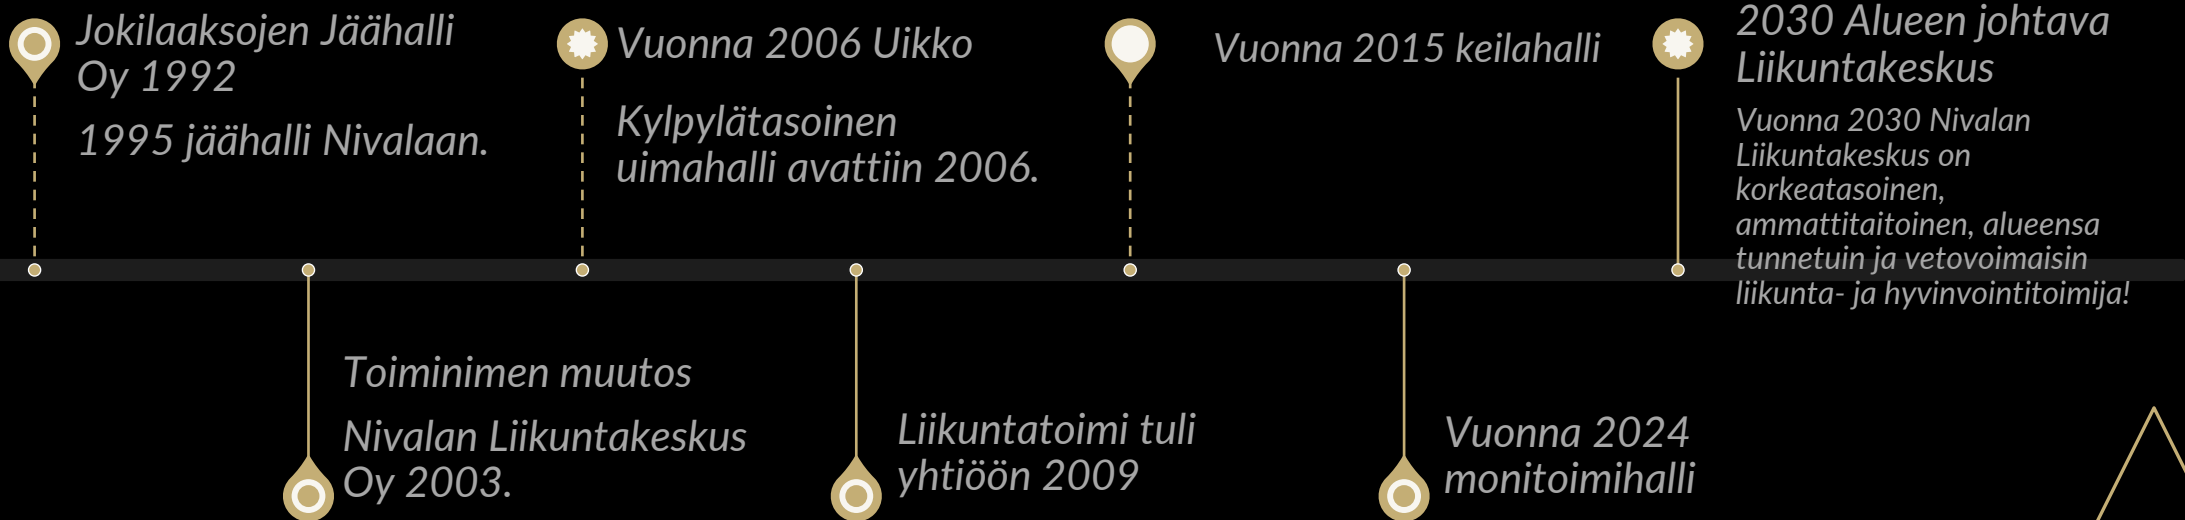 Jokilaaksojen Jäähalli
Oy 1992
1995 jäähalli Nivalaan.
Toiminimen muutos
Nivalan Liikuntakeskus
Oy 2003.
Vuonna 2006 Uikko
Kylpylätasoinen
uimahalli avattiin 2006.
Liikuntatoimi tuli
yhtiöön 2009
Vuonna 2015 keilahalli
Vuonna 2024
monitoimihalli
2030 Alueen johtava
Liikuntakeskus
Vuonna 2030 Nivalan
Liikuntakeskus on
korkeatasoinen,
ammattitaitoinen, alueensa
tunnetuin ja vetovoimaisin
liikunta- ja hyvinvointitoimija!